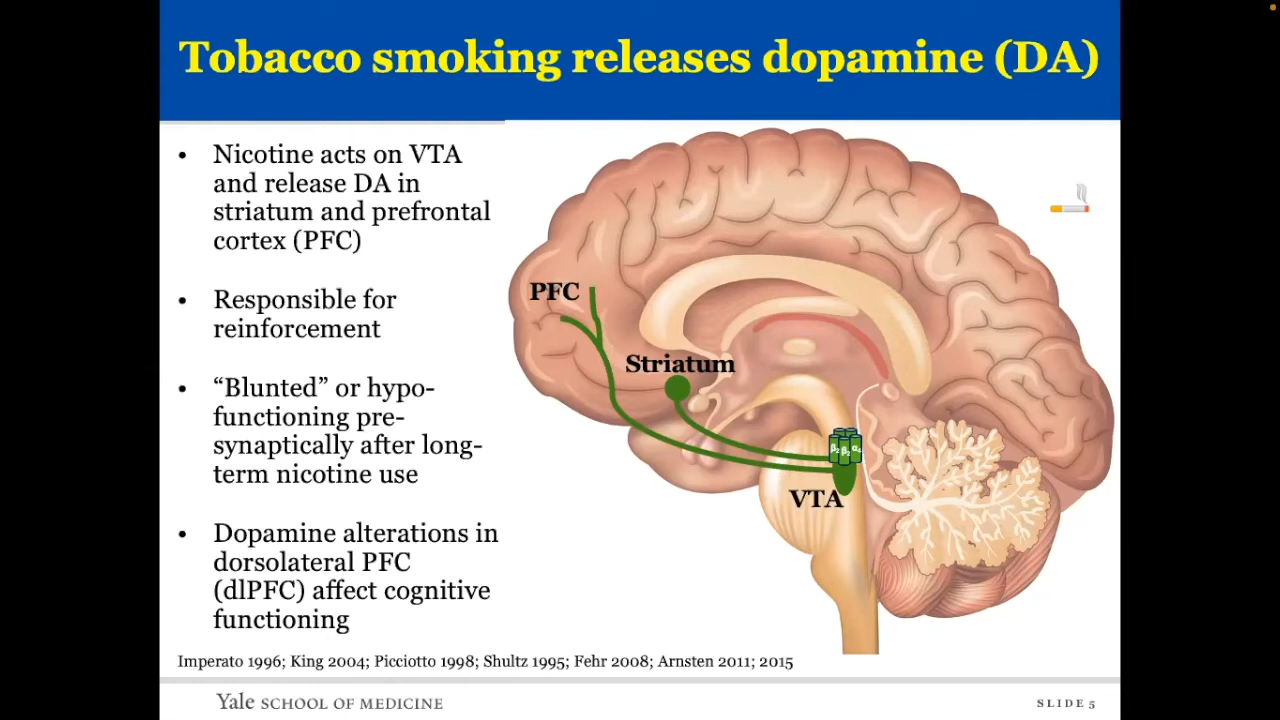 Tobacco smoking releases dopamine (DA)
• Nicotine acts on VTA
and release DA in
striatum and prefrontal
cortex (PFC)
• Responsible for
reinforcement
• “Blunted” or hypo-
functioning pre-
synaptically after long-
term nicotine use
• Dopamine alterations in
dorsolateral PFC
(dlPFC) affect cognitive
functioning
PFC
Striatum
β₂ β₂ α₄
VTA
Imperato 1996; King 2004; Picciotto 1998; Shultz 1995; Fehr 2008; Arnsten 2011; 2015
Yale SCHOOL OF MEDICINE
SLIDE 5